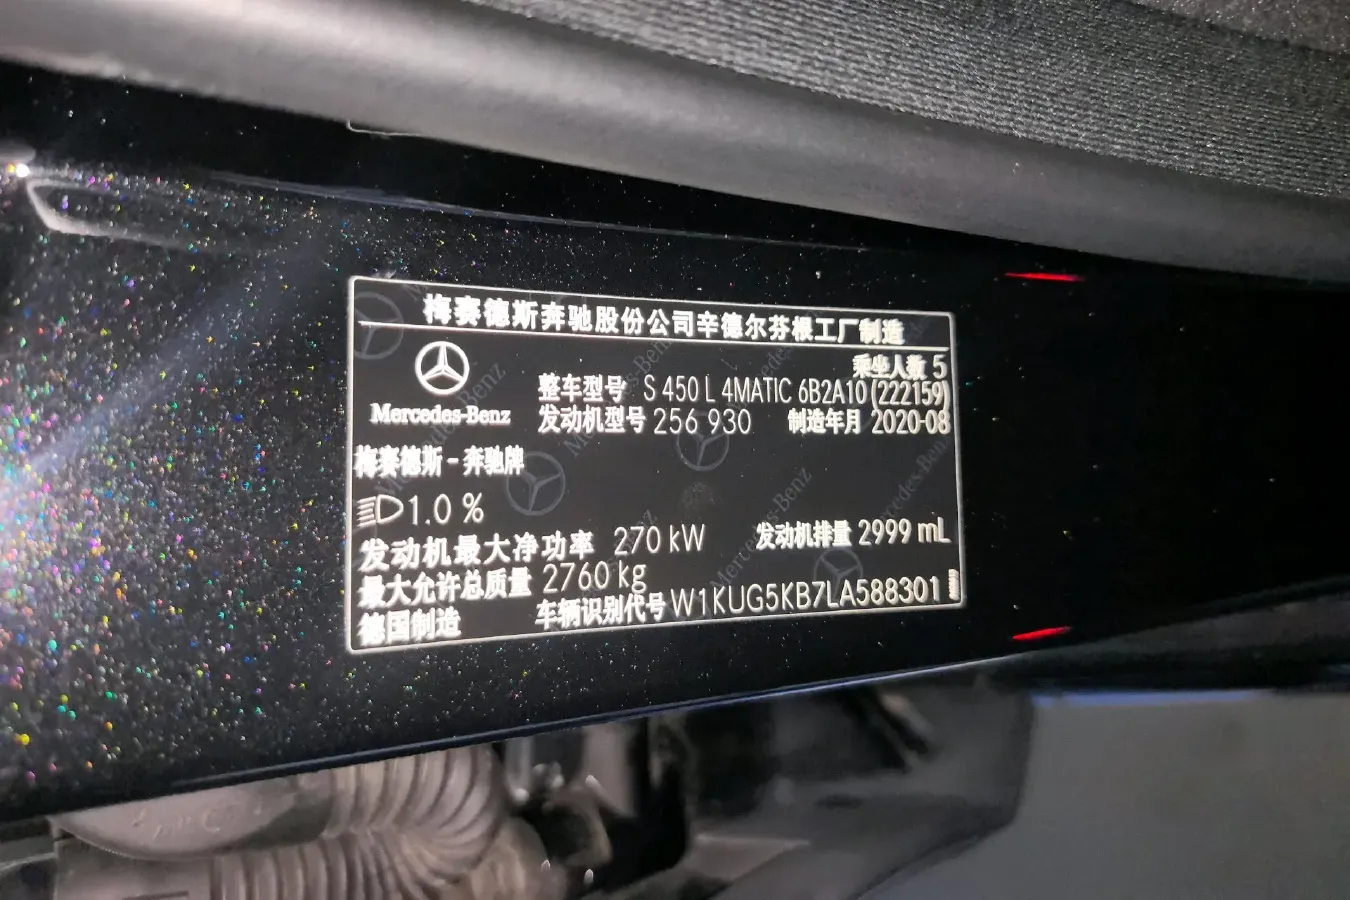 梅赛德斯奔驰股份公司辛德尔芬根工厂制造
乘坐人数 5
Mercedes-Benz
整车型号 S 450 L 4MATIC 6B2A10 (222159)
发动机型号 256 930 制造年月 2020-08
梅赛德斯-奔驰牌
1.0 %
发动机最大净功率 270 kW 发动机排量 2999 mL
最大允许总质量 2760 kg
德国制造 车辆识别代号 W1KUG5KB7LA588301